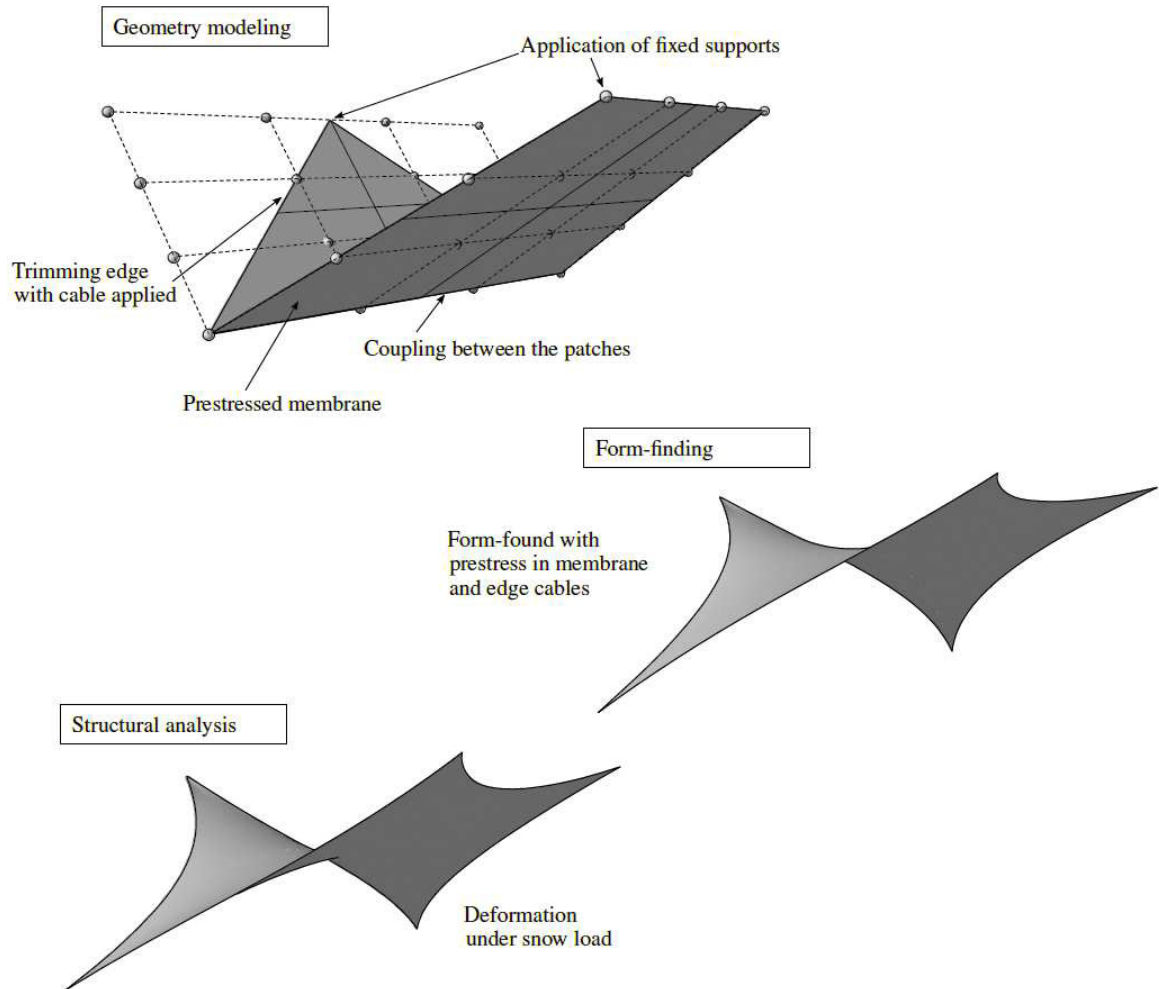 Geometry modeling
Application of fixed supports
Trimming edge
with cable applied
Coupling between the patches
Prestressed membrane
Form-finding
Form-found with
prestress in membrane
and edge cables
Structural analysis
Deformation
under snow load